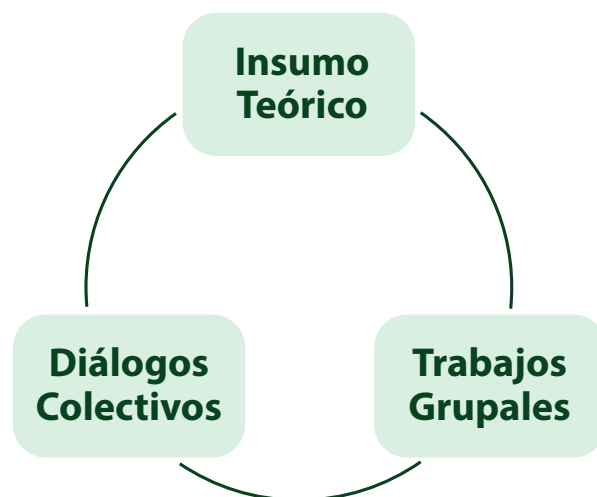 Insumo
Teórico
Diálogos
Colectivos
Trabajos
Grupales